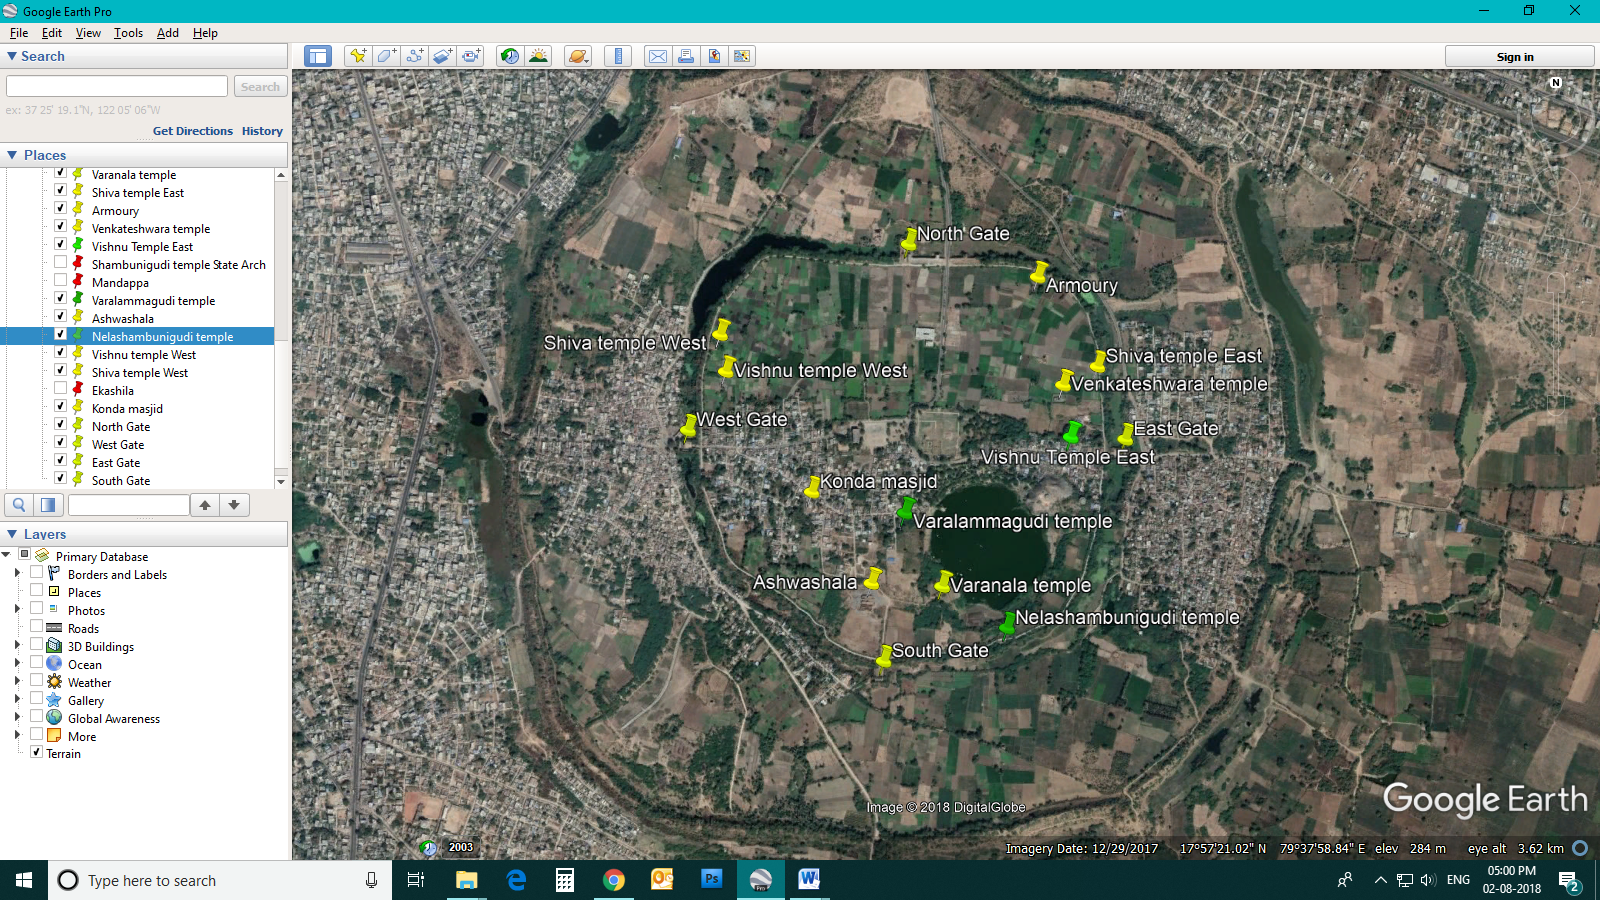 Google Earth Pro
File Edit View Tools Add Help
Search
Search
ex: 37 25' 19.1"N, 122 05' 06"W
Get Directions History
Places
Varanala temple
Shiva temple East
Armoury
Venkateshwara temple
Vishnu Temple East
Shambunigudi temple State Arch
Mandappa
Varalammagudi temple
Ashwashala
Nelashambunigudi temple
Vishnu temple West
Shiva temple West
Ekashila
Konda masjid
North Gate
West Gate
East Gate
South Gate
Layers
Primary Database
Borders and Labels
Places
Photos
Roads
3D Buildings
Ocean
Weather
Gallery
Global Awareness
More
Terrain
Sign in
N
North Gate
Armoury
Shiva temple West
Shiva temple East
Vishnu temple West
Venkateshwara temple
West Gate
East Gate
Vishnu Temple East
Konda masjid
Varalammagudi temple
Ashwashala
Varanala temple
Nelashambunigudi temple
South Gate
Image © 2018 DigitalGlobe
Google Earth
2003
Imagery Date: 12/29/2017 17°57'21.02" N 79°37'58.84" E elev 284 m eye alt 3.62 km
Type here to search
Ps
Pro
W
ENG
05:00 PM
02-08-2018
2